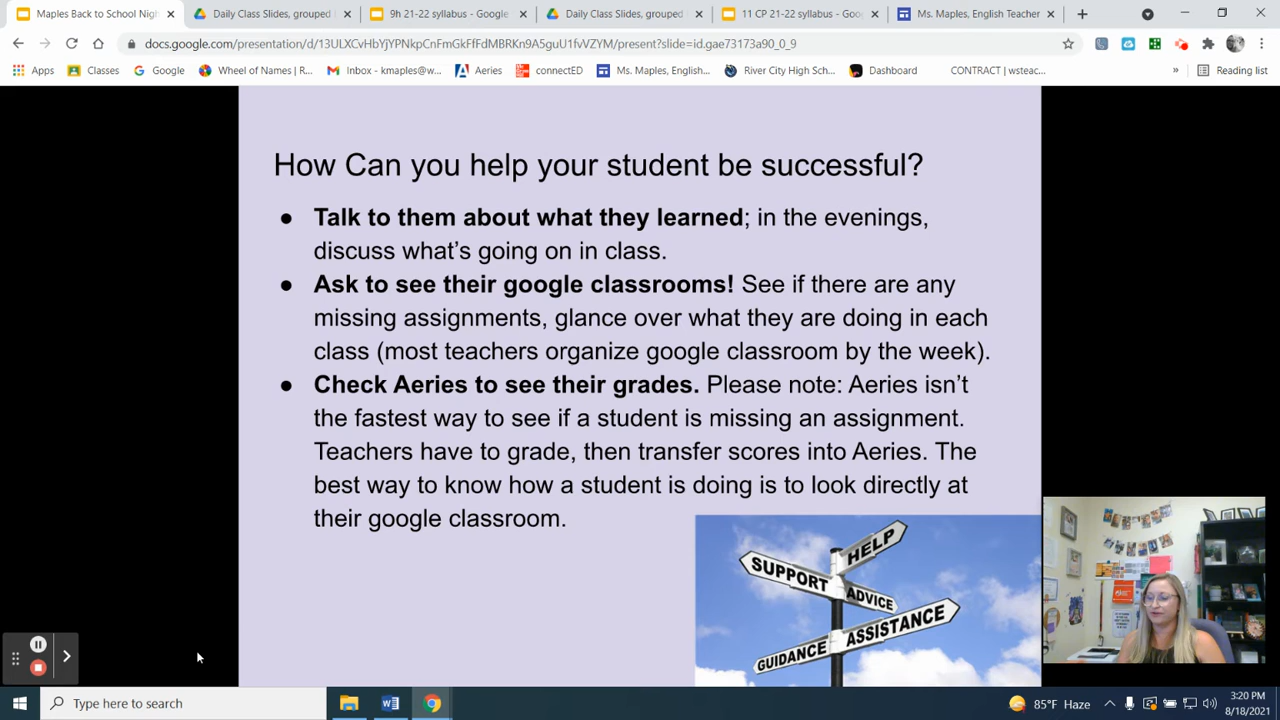 Maples Back to School Nigh
Daily Class Slides, grouped
9h 21-22 syllabus - Google
Daily Class Slides, grouped
11 CP 21-22 syllabus - Goo
Ms. Maples, English Teacher
docs.google.com/presentation/d/13ULXCvHbYjYPNkpCnFmCkFfFdMBRKn9A5guU1fvVZYM/present?slide=id.gae73173a90_0_9
Apps
Classes
Google
Wheel of Names | R...
Inbox - kmaples@w...
Aeries
connectED
Ms. Maples, English...
River City High Sch...
Dashboard
CONTRACT | wsteac...
»
Reading list
How Can you help your student be successful?
● Talk to them about what they learned; in the evenings,
discuss what's going on in class.
● Ask to see their google classrooms! See if there are any
missing assignments, glance over what they are doing in each
class (most teachers organize google classroom by the week).
● Check Aeries to see their grades. Please note: Aeries isn't
the fastest way to see if a student is missing an assignment.
Teachers have to grade, then transfer scores into Aeries. The
best way to know how a student is doing is to look directly at
their google classroom.
HELP
SUPPORT
ADVICE
ASSISTANCE
GUIDANCE
Type here to search
85°F Haze
3:20 PM
8/18/2021